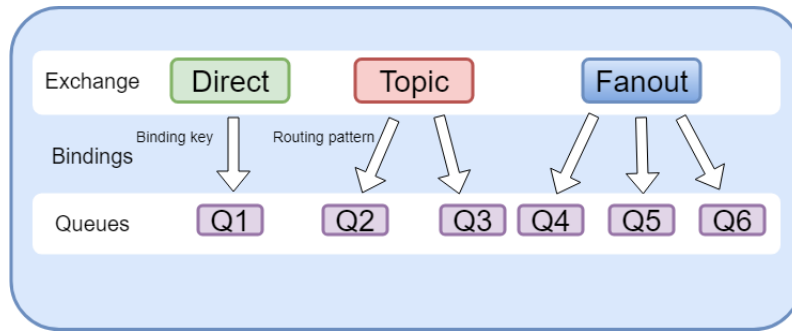 Exchange Direct Topic Fanout
Binding key Routing pattern
Bindings
Queues Q1 Q2 Q3 Q4 Q5 Q6